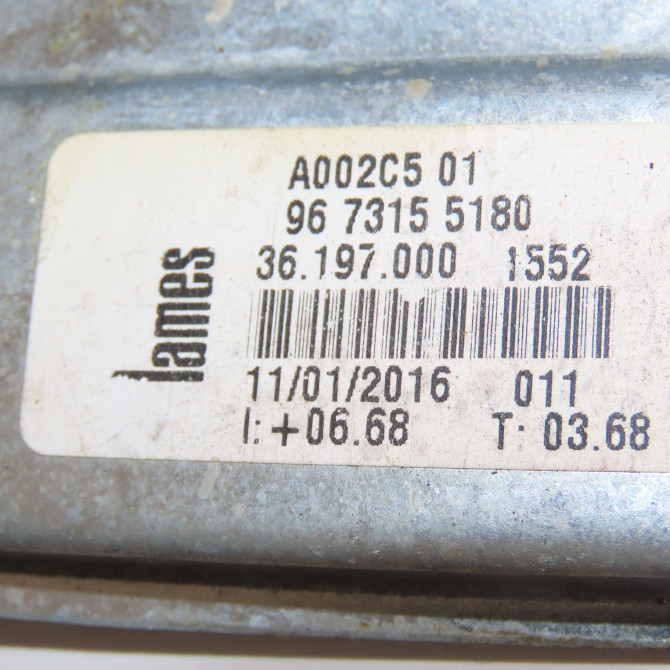 lames
A002C5 01
96 7315 5180
36.197.000 1552
11/01/2016 011
I: +06.68 T: 03.68